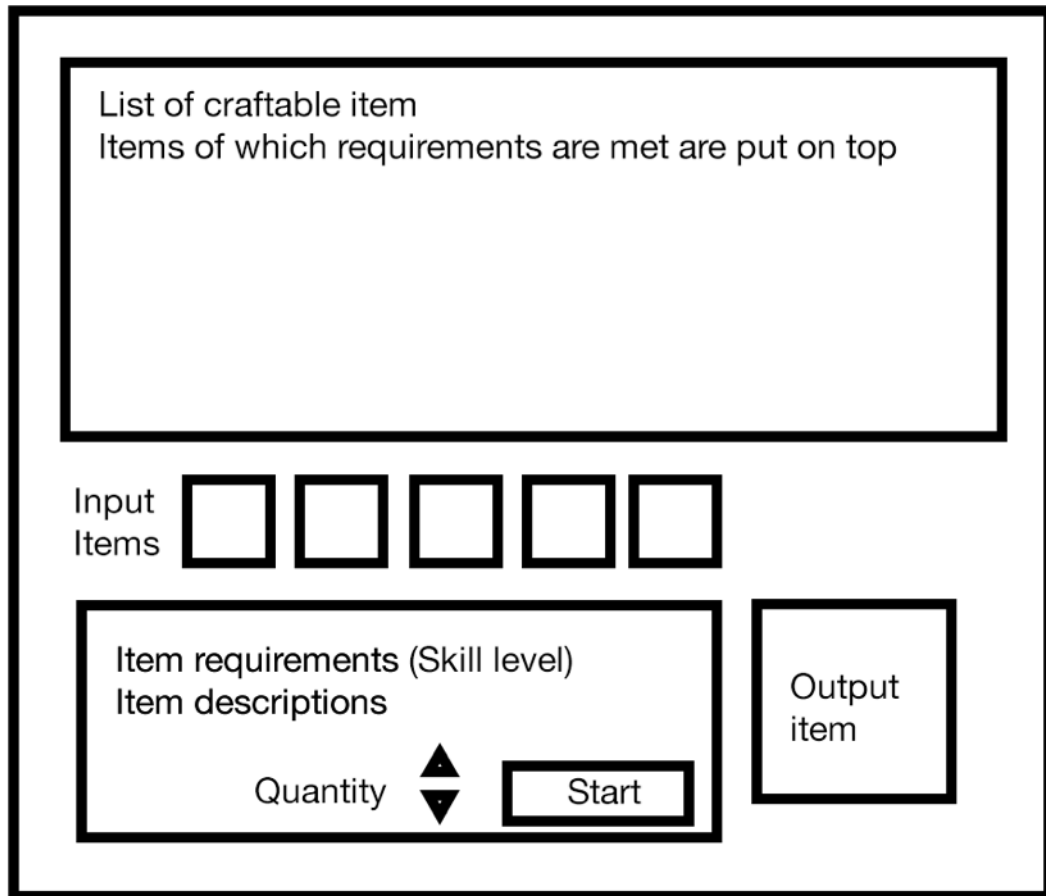 List of craftable item
Items of which requirements are met are put on top
Input
Items
Item requirements (Skill level)
Item descriptions
Quantity
Start
Output
item